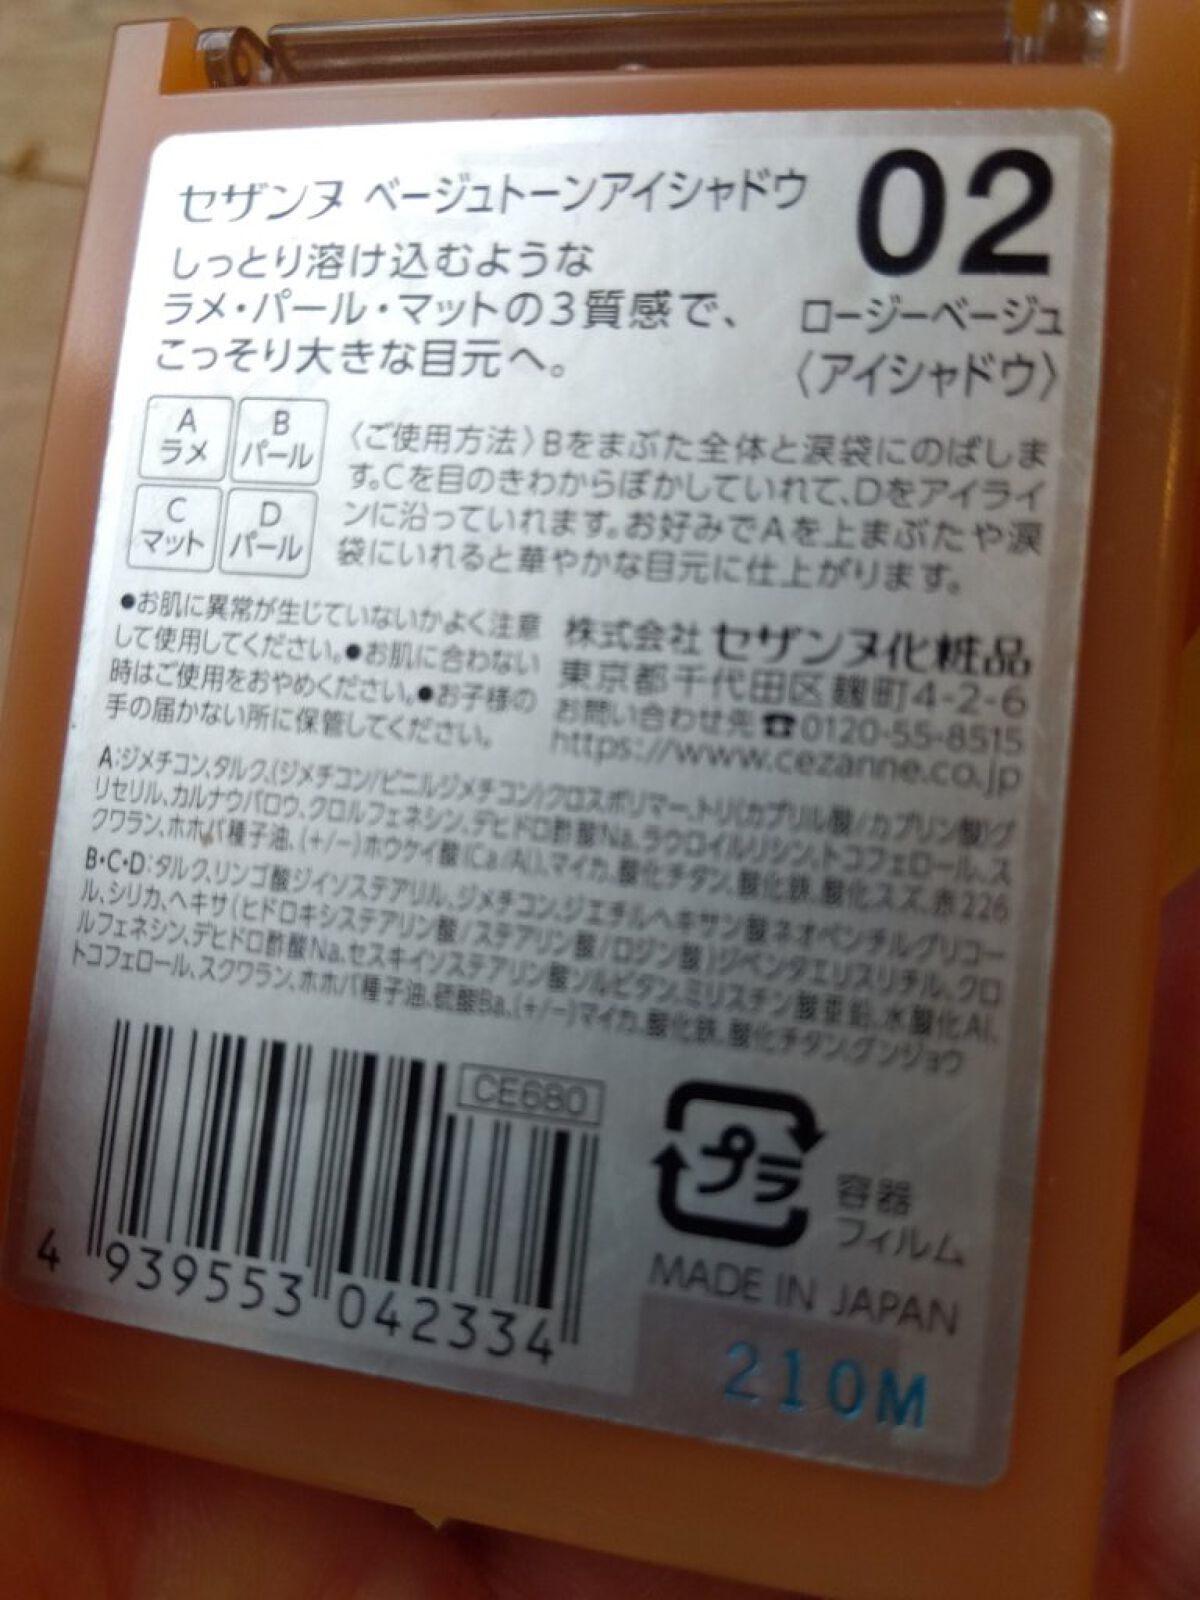 セザンヌ ベージュトーンアイシャドウ
02
しっとり溶け込むような
ラメ・パール・マットの3質感で、
こっそり大きな目元へ。
ロージーベージュ
〈アイシャドウ〉
A
ラメ
B
パール
C
マット
D
パール
〈ご使用方法〉Bをまぶた全体と涙袋にのばしま
す。Cを目のきわからぼかしていれて、Dをアイライ
ンに沿っていれます。お好みでAを上まぶたや涙
袋にいれると華やかな目元に仕上がります。
●お肌に異常が生じていないかよく注意
して使用してください。●お肌に合わない
時はご使用をおやめください。●お子様の
手の届かない所に保管してください。
株式会社 セザンヌ化粧品
東京都千代田区麹町4-2-6
お問い合わせ先☎0120-55-8515
https://www.cezanne.co.jp
A:ジメチコン、タルク、(ジメチコン/ビニルジメチコン)クロスポリマー、トリ(カプリル酸/カプリン酸)グ
リセリル、カルナウバロウ、クロルフェネシン、デヒドロ酢酸Na、ラウロイルリシン、トコフェロール、ス
クワラン、ホホバ種子油、(+/−)ホウケイ酸(Ca/Al)、マイカ、酸化チタン、酸化鉄、酸化スズ、赤226
B・C・D:タルク、リンゴ酸ジイソステアリル、ジメチコン、ジエチルヘキサン酸ネオペンチルグリコー
ル、シリカ、ヘキサ(ヒドロキシステアリン酸/ステアリン酸/ロジン酸)ジペンタエリスリチル、クロ
ルフェネシン、デヒドロ酢酸Na、セスキイソステアリン酸ソルビタン、ミリスチン酸亜鉛、水酸化Al、
トコフェロール、スクワラン、ホホバ種子油、硫酸Ba、(+/−)マイカ、酸化鉄、酸化チタン、グンジョウ
CE680
4 939553 042334
プラ
容器
フィルム
MADE IN JAPAN
210M